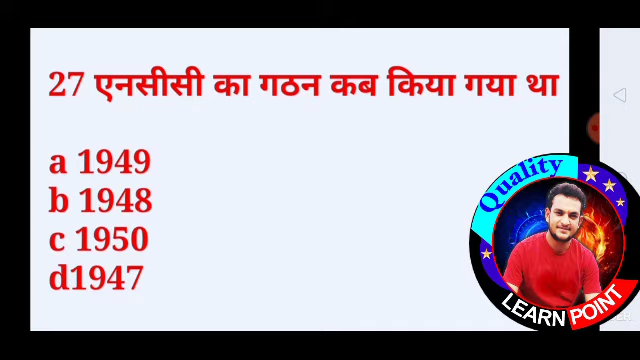 27 एनसीसी का गठन कब किया गया था
a 1949
b 1948
c 1950
d1947
Quality
LEARN POINT